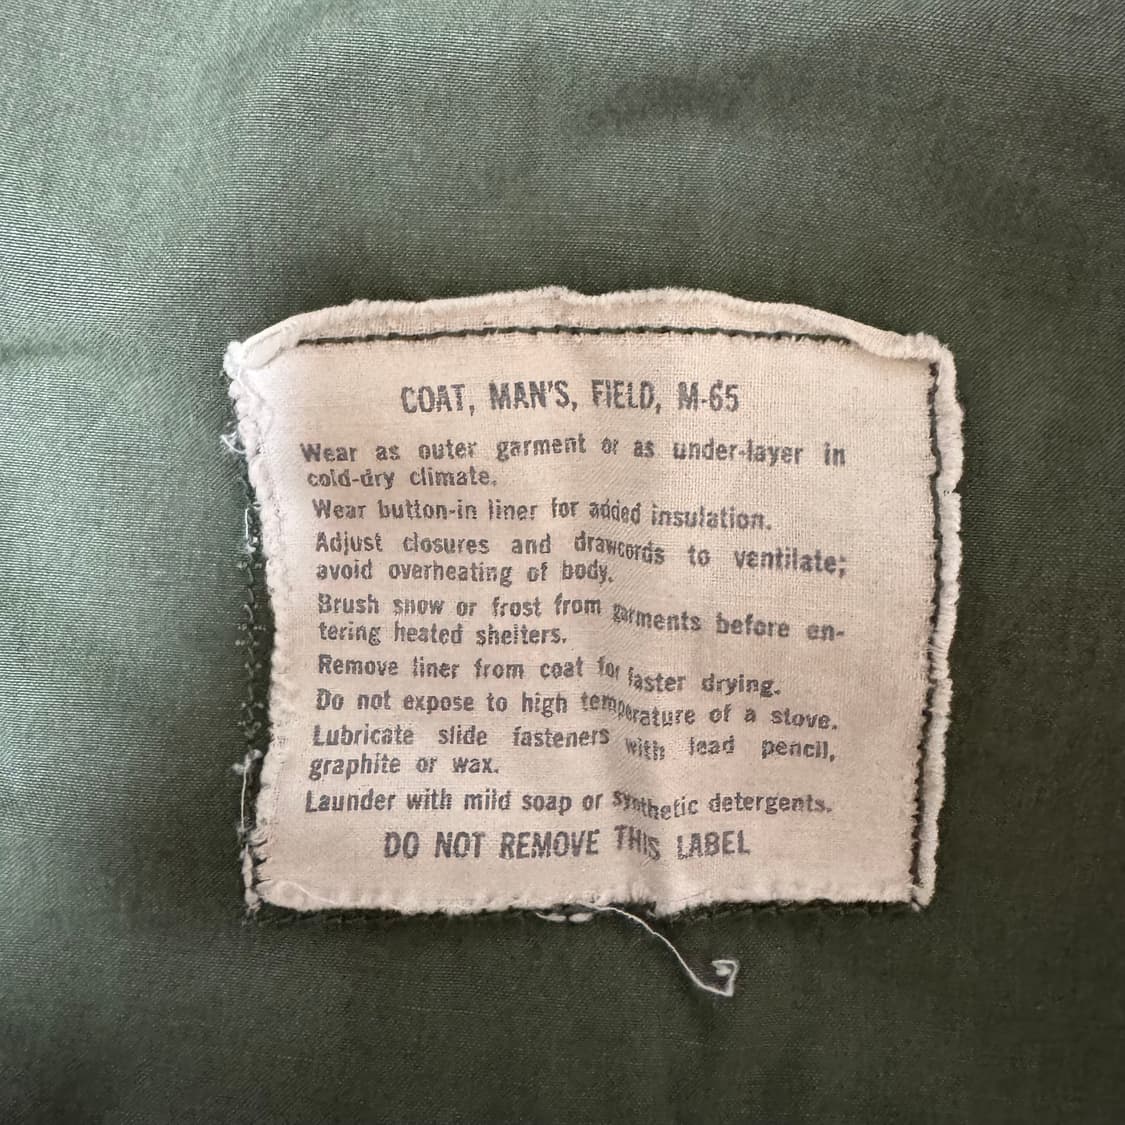 COAT, MAN'S, FIELD, M-65
Wear as outer garment or as under-layer in
cold-dry climate.
Wear button-in liner for added insulation.
Adjust closures and drawcords to ventilate;
avoid overheating of body.
Brush snow or frost from garments before en-
tering heated shelters.
Remove liner from coat for faster drying.
Do not expose to high temperature of a stove.
Lubricate slide fasteners with lead pencil,
graphite or wax.
Launder with mild soap or synthetic detergents.
DO NOT REMOVE THIS LABEL